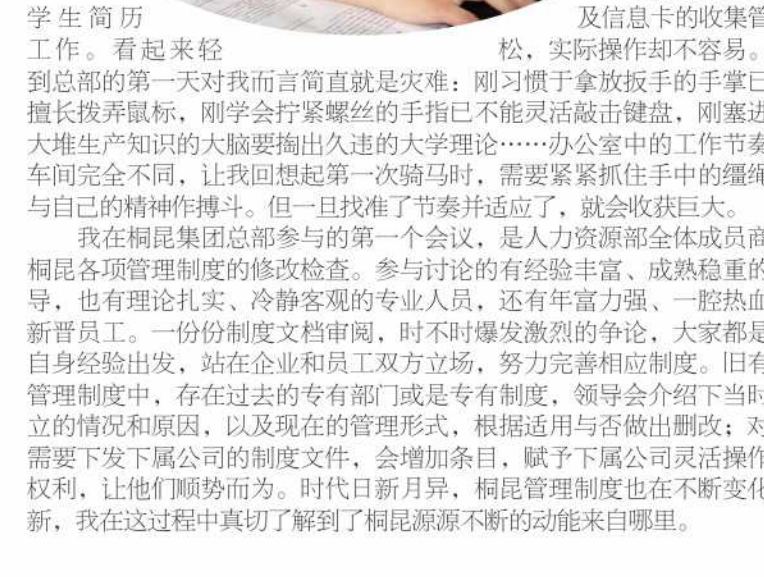 学生简历 及信息卡的收集管
工作。看起来轻 松，实际操作却不容易。
到总部的第一天对我而言简直就是灾难：刚习惯于拿放扳手的手掌已
擅长拨弄鼠标，刚学会拧紧螺丝的手指已不能灵活敲击键盘，刚塞进
大堆生产知识的大脑要掏出久违的大学理论……办公室中的工作节奏
车间完全不同，让我回想起第一次骑马时，需要紧紧抓住手中的缰绳
与自己的精神作搏斗。但一旦找准了节奏并适应了，就会收获巨大。
我在桐昆集团总部参与的第一个会议，是人力资源部全体成员商
桐昆各项管理制度的修改检查。参与讨论的有经验丰富、成熟稳重的
导，也有理论扎实、冷静客观的专业人员，还有年富力强、一腔热血
新晋员工。一份份制度文档审阅，时不时爆发激烈的争论，大家都是
自身经验出发，站在企业和员工双方立场，努力完善相应制度。旧有
管理制度中，存在过去的专有部门或是专有制度，领导会介绍下当时
立的情况和原因，以及现在的管理形式，根据适用与否做出删改；对
需要下发下属公司的制度文件，会增加条目，赋予下属公司灵活操作
权利，让他们顺势而为。时代日新月异，桐昆管理制度也在不断变化
新，我在这过程中真切了解到了桐昆源源不断的动能来自哪里。